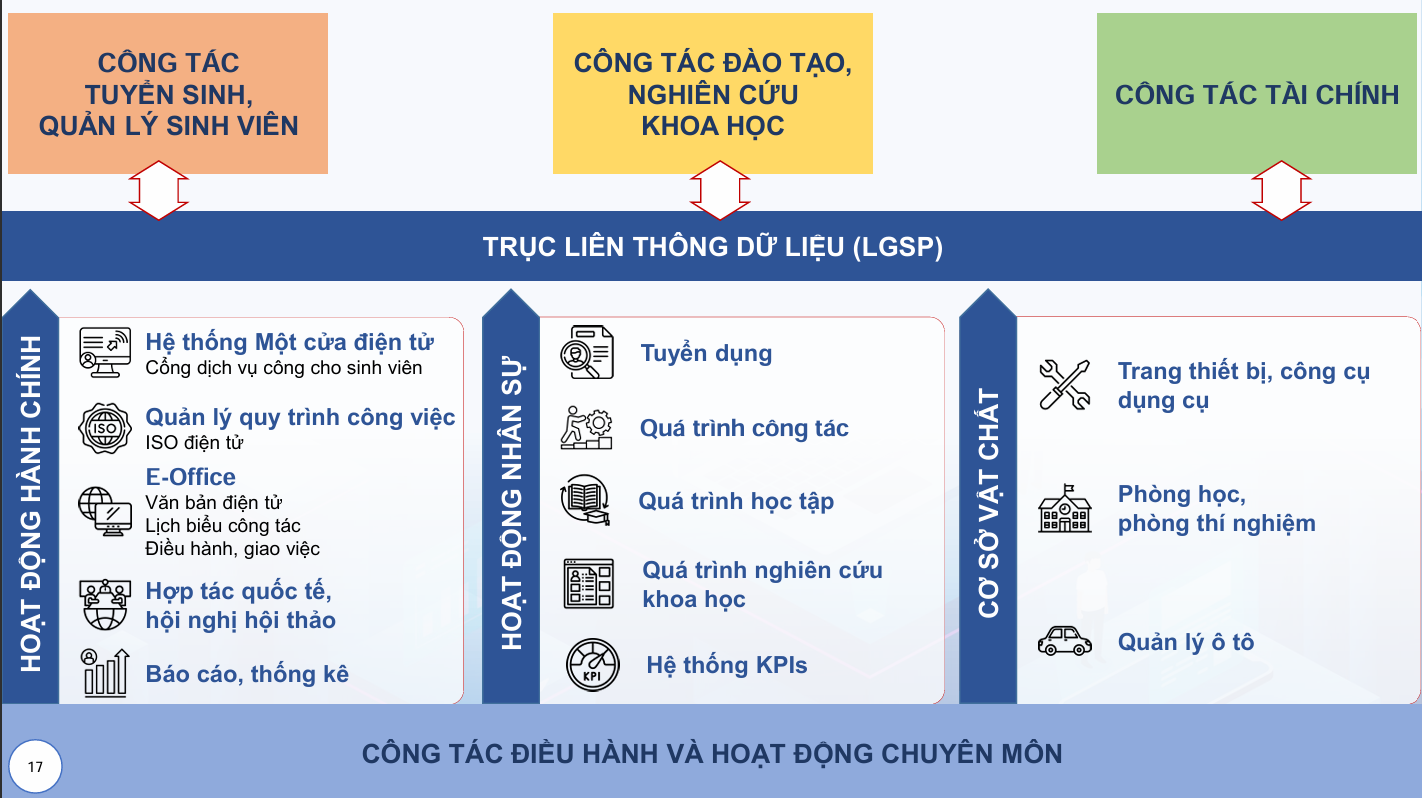 CÔNG TÁC
TUYỂN SINH,
QUẢN LÝ SINH VIÊN
CÔNG TÁC ĐÀO TẠO,
NGHIÊN CỨU
KHOA HỌC
CÔNG TÁC TÀI CHÍNH
TRỤC LIÊN THÔNG DỮ LIỆU (LGSP)
HOẠT ĐỘNG HÀNH CHÍNH
Hệ thống Một cửa điện tử
Cổng dịch vụ công cho sinh viên
ISO
Quản lý quy trình công việc
ISO điện tử
E-Office
Văn bản điện tử
Lịch biểu công tác
Điều hành, giao việc
Hợp tác quốc tế,
hội nghị hội thảo
Báo cáo, thống kê
HOẠT ĐỘNG NHÂN SỰ
Tuyển dụng
Quá trình công tác
Quá trình học tập
Quá trình nghiên cứu
khoa học
KPI
Hệ thống KPIs
CƠ SỞ VẬT CHẤT
Trang thiết bị, công cụ
dụng cụ
Phòng học,
phòng thí nghiệm
Quản lý ô tô
CÔNG TÁC ĐIỀU HÀNH VÀ HOẠT ĐỘNG CHUYÊN MÔN
17